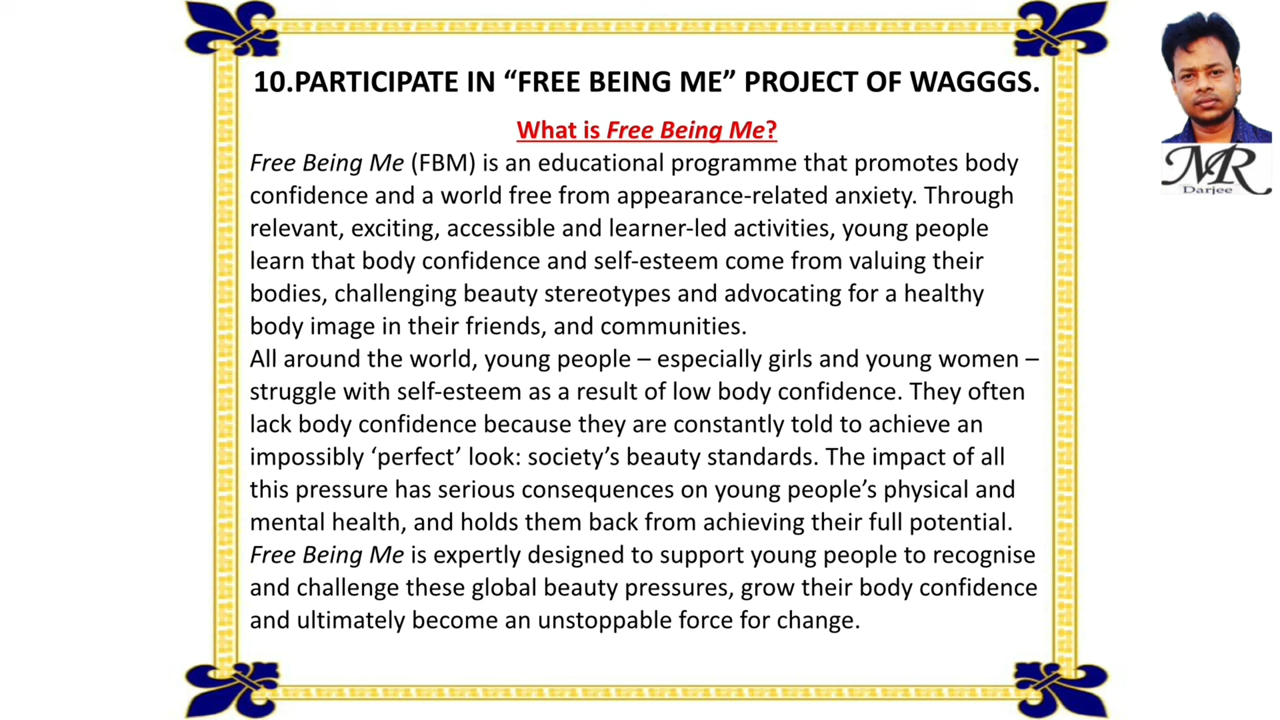 10.PARTICIPATE IN “FREE BEING ME” PROJECT OF WAGGGS.
What is Free Being Me?
Free Being Me (FBM) is an educational programme that promotes body
confidence and a world free from appearance-related anxiety. Through
relevant, exciting, accessible and learner-led activities, young people
learn that body confidence and self-esteem come from valuing their
bodies, challenging beauty stereotypes and advocating for a healthy
body image in their friends, and communities.
All around the world, young people – especially girls and young women –
struggle with self-esteem as a result of low body confidence. They often
lack body confidence because they are constantly told to achieve an
impossibly ‘perfect’ look: society’s beauty standards. The impact of all
this pressure has serious consequences on young people’s physical and
mental health, and holds them back from achieving their full potential.
Free Being Me is expertly designed to support young people to recognise
and challenge these global beauty pressures, grow their body confidence
and ultimately become an unstoppable force for change.
MR
Darjee